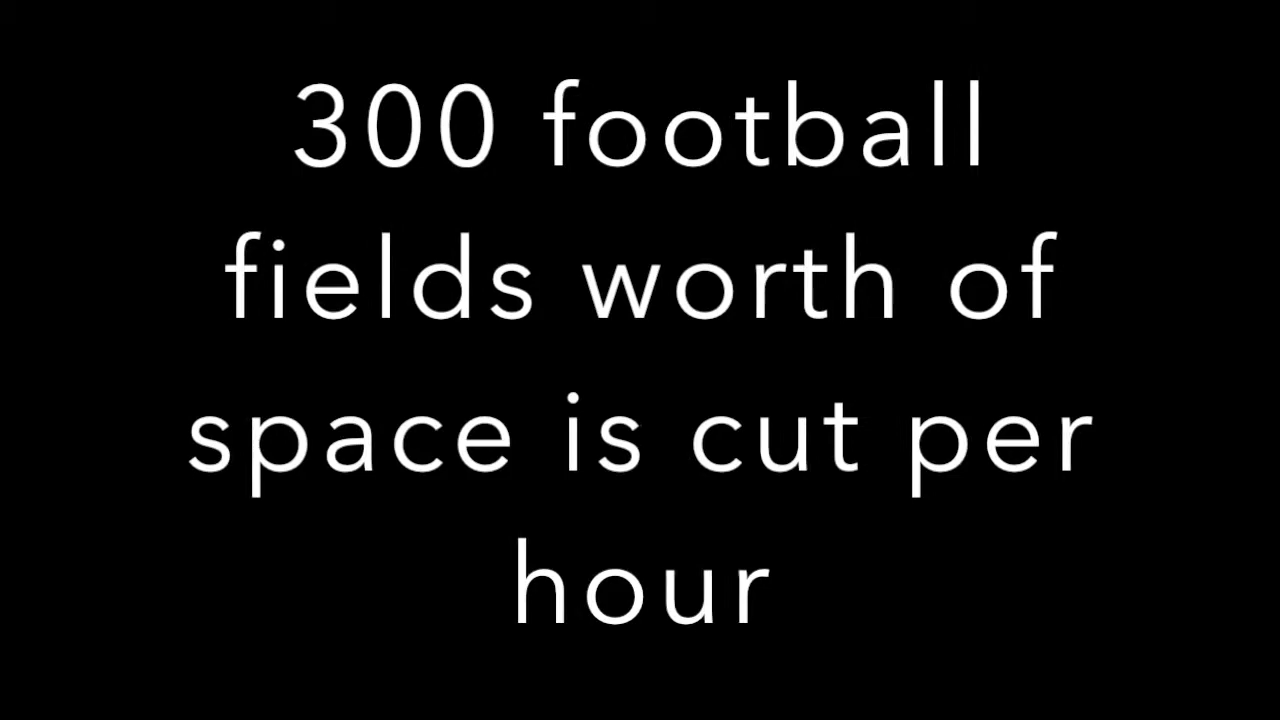 300 football
fields worth of
space is cut per
hour